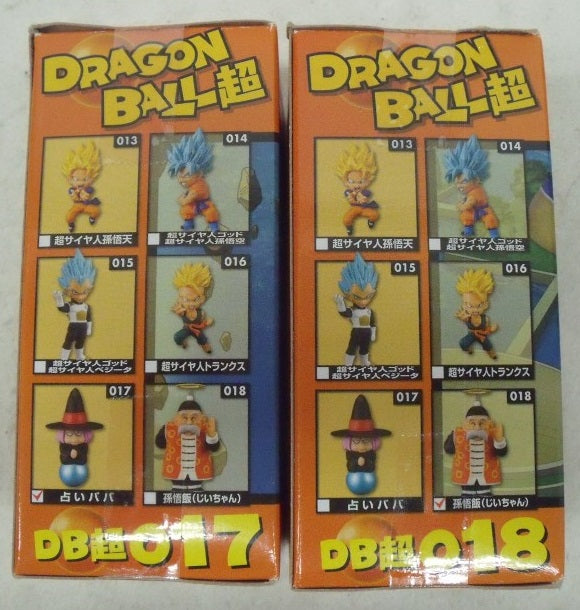 DRAGON
BALL超
013
014
超サイヤ人孫悟天
超サイヤ人ゴッド
超サイヤ人孫悟空
015
016
超サイヤ人ゴッド
超サイヤ人ベジータ
超サイヤ人トランクス
017
018
占いババ
孫悟飯(じいちゃん)
DB超017
DRAGON
BALL超
013
014
超サイヤ人孫悟天
超サイヤ人ゴッド
超サイヤ人孫悟空
015
016
超サイヤ人ゴッド
超サイヤ人ベジータ
超サイヤ人トランクス
017
018
占いババ
孫悟飯(じいちゃん)
DB超018